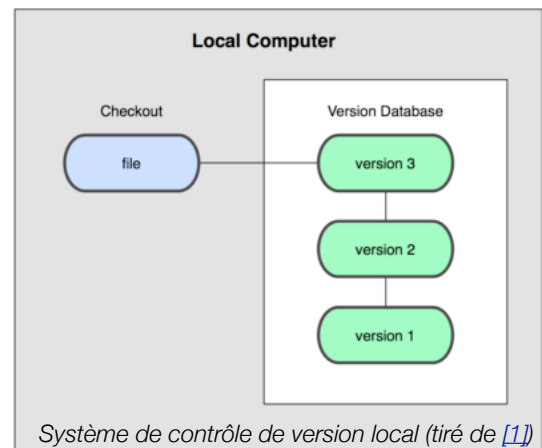 Local Computer
Checkout
Version Database
file
version 3
version 2
version 1
Système de contrôle de version local (tiré de [1])